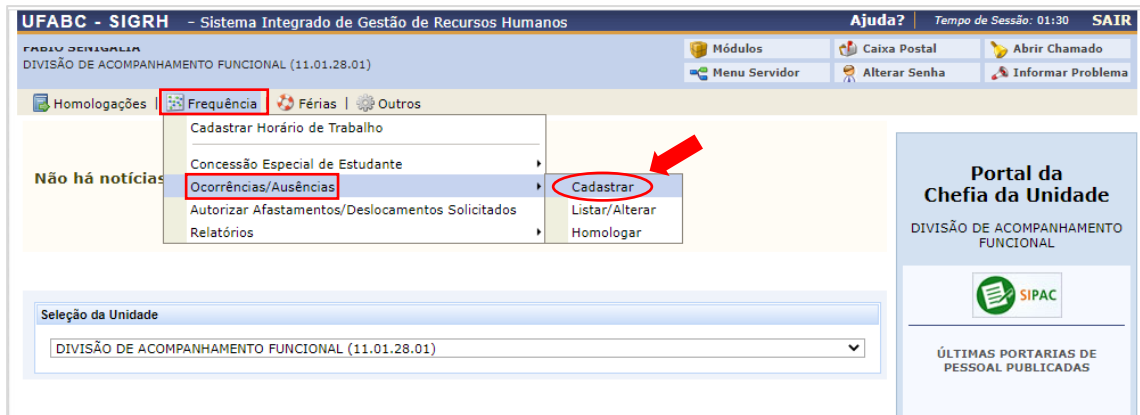 UFABC - SIGRH - Sistema Integrado de Gestão de Recursos Humanos
Ajuda? Tempo de Sessão: 01:30 SAIR
FABIO SENIGALIA
DIVISÃO DE ACOMPANHAMENTO FUNCIONAL (11.01.28.01)
Módulos Caixa Postal Abrir Chamado
Menu Servidor Alterar Senha Informar Problema
Homologações | Frequência | Férias | Outros
Cadastrar Horário de Trabalho
Concessão Especial de Estudante
Ocorrências/Ausências
Autorizar Afastamentos/Deslocamentos Solicitados
Relatórios
Cadastrar
Listar/Alterar
Homologar
Não há notícias
Seleção da Unidade
DIVISÃO DE ACOMPANHAMENTO FUNCIONAL (11.01.28.01)
Portal da
Chefia da Unidade
DIVISÃO DE ACOMPANHAMENTO
FUNCIONAL
SIPAC
ÚLTIMAS PORTARIAS DE
PESSOAL PUBLICADAS